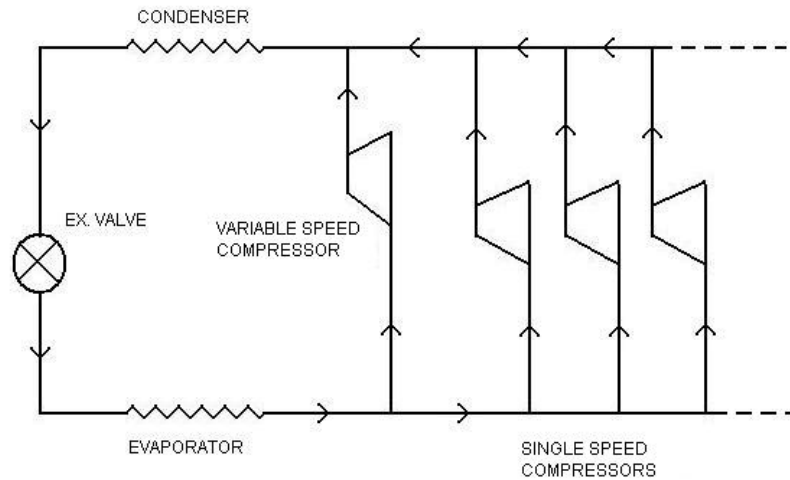 CONDENSER
EX. VALVE
VARIABLE SPEED
COMPRESSOR
EVAPORATOR
SINGLE SPEED
COMPRESSORS